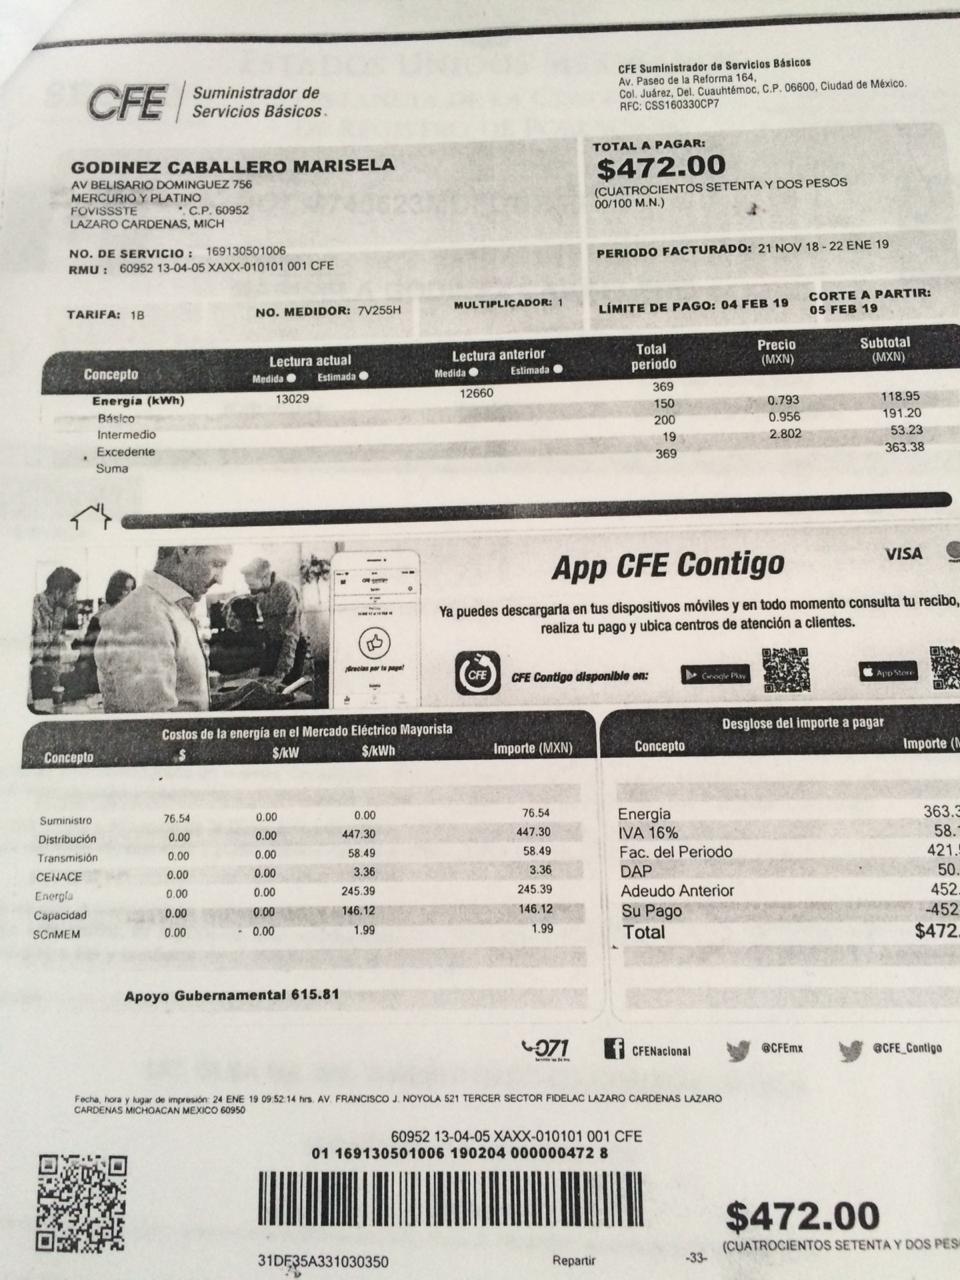 CFE Suministrador de
Servicios Básicos.
CFE Suministrador de Servicios Básicos
Av. Paseo de la Reforma 164,
Col. Juárez, Del. Cuauhtémoc, C.P. 06600, Ciudad de México.
RFC: CSS160330CP7
GODINEZ CABALLERO MARISELA
AV BELISARIO DOMINGUEZ 756
MERCURIO Y PLATINO
FOVISSSTE . C.P. 60952
LAZARO CARDENAS, MICH
TOTAL A PAGAR:
$472.00
(CUATROCIENTOS SETENTA Y DOS PESOS
00/100 M.N.)
NO. DE SERVICIO : 169130501006
RMU : 60952 13-04-05 XAXX-010101 001 CFE
PERIODO FACTURADO: 21 NOV 18 - 22 ENE 19
TARIFA: 1B NO. MEDIDOR: 7V255H MULTIPLICADOR: 1
LÍMITE DE PAGO: 04 FEB 19 CORTE A PARTIR:
05 FEB 19
Concepto Lectura actual Lectura anterior Total periodo Precio (MXN) Subtotal (MXN)
Medida Estimada Medida Estimada
Energía (kWh) 13029 12660 369
Básico 150 0.793 118.95
Intermedio 200 0.956 191.20
Excedente 19 2.802 53.23
Suma 369 363.38
App CFE Contigo VISA
Ya puedes descargarla en tus dispositivos móviles y en todo momento consulta tu recibo,
realiza tu pago y ubica centros de atención a clientes.
¡Gracias por tu pago!
CFE CFE Contigo disponible en: Google Play App Store
Costos de la energía en el Mercado Eléctrico Mayorista
Concepto $ $/kW $/kWh Importe (MXN)
Suministro 76.54 0.00 0.00 76.54
Distribución 0.00 0.00 447.30 447.30
Transmisión 0.00 0.00 58.49 58.49
CENACE 0.00 0.00 3.36 3.36
Energía 0.00 0.00 245.39 245.39
Capacidad 0.00 0.00 146.12 146.12
SCnMEM 0.00 0.00 1.99 1.99
Apoyo Gubernamental 615.81
Desglose del importe a pagar
Concepto Importe (M
Energía 363.3
IVA 16% 58.
Fac. del Periodo 421.
DAP 50.
Adeudo Anterior 452.
Su Pago -452.
Total $472.
071 CFENacional @CFEmx @CFE_Contigo
Fecha, hora y lugar de impresión: 24 ENE 19 09:52:14 hrs. AV. FRANCISCO J. NOYOLA 521 TERCER SECTOR FIDELAC LAZARO CARDENAS LAZARO
CARDENAS MICHOACAN MEXICO 60950
60952 13-04-05 XAXX-010101 001 CFE
01 169130501006 190204 000000472 8
$472.00
(CUATROCIENTOS SETENTA Y DOS PES
31DF35A331030350 Repartir -33-